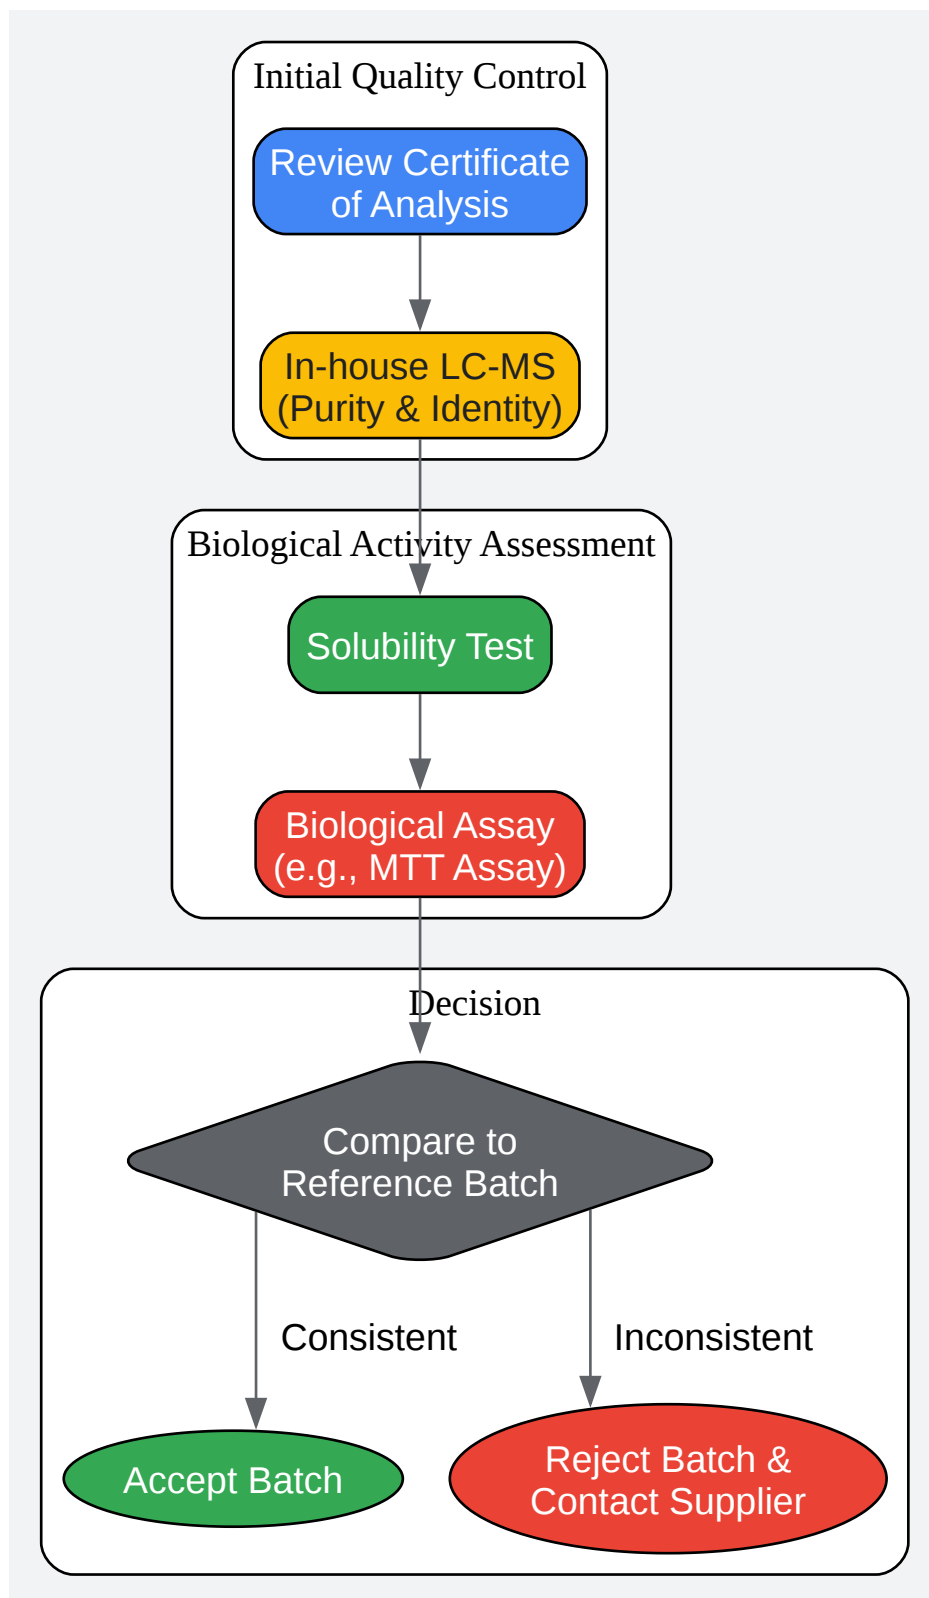 Initial Quality Control
Review Certificate
of Analysis
In-house LC-MS
(Purity & Identity)
Biological Activity Assessment
Solubility Test
Biological Assay
(e.g., MTT Assay)
Decision
Compare to
Reference Batch
Consistent
Inconsistent
Accept Batch
Reject Batch &
Contact Supplier